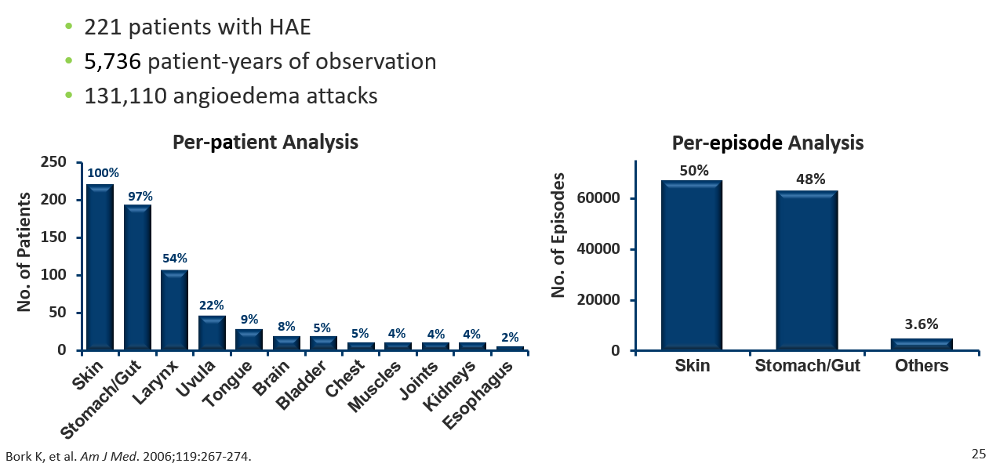 • 221 patients with HAE
• 5,736 patient-years of observation
• 131,110 angioedema attacks
Per-patient Analysis
No. of Patients
250
200
150
100
50
0
100%
97%
54%
22%
9%
8%
5%
5%
4%
4%
4%
2%
Skin
Stomach/Gut
Larynx
Uvula
Tongue
Brain
Bladder
Chest
Muscles
Joints
Kidneys
Esophagus
Per-episode Analysis
No. of Episodes
60000
40000
20000
0
50%
48%
3.6%
Skin
Stomach/Gut
Others
Bork K, et al. Am J Med. 2006;119:267-274.
25